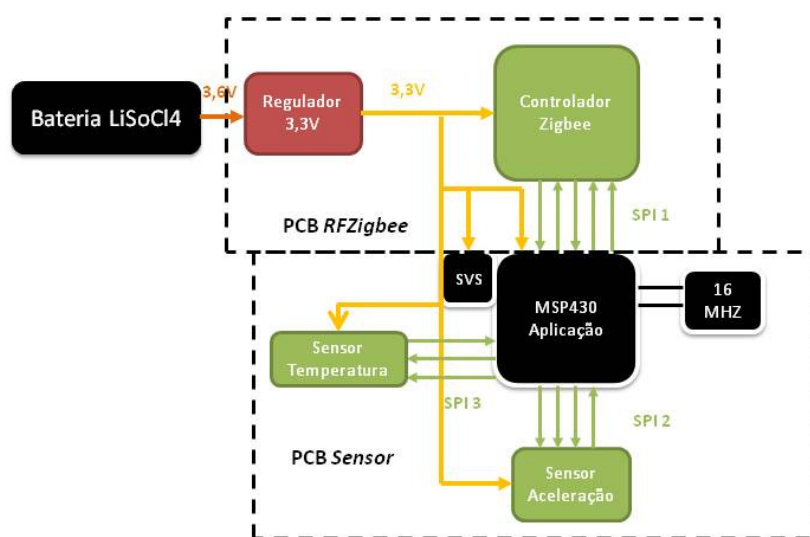 Bateria LiSoCl4
3,6V
Regulador
3,3V
3,3V
Controlador
Zigbee
SPI 1
PCB RFZigbee
SVS
MSP430
Aplicação
16
MHZ
Sensor
Temperatura
SPI 3
SPI 2
PCB Sensor
Sensor
Aceleração